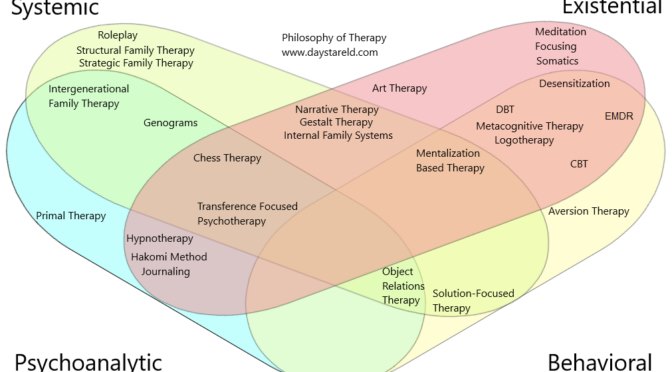 Systemic
Existential
Roleplay
Structural Family Therapy
Strategic Family Therapy
Philosophy of Therapy
www.daystareld.com
Meditation
Focusing
Somatics
Intergenerational
Family Therapy
Art Therapy
Desensitization
Genograms
Narrative Therapy
Gestalt Therapy
Internal Family Systems
DBT
EMDR
Metacognitive Therapy
Logotherapy
Chess Therapy
Mentalization
Based Therapy
CBT
Primal Therapy
Transference Focused
Psychotherapy
Aversion Therapy
Hypnotherapy
Hakomi Method
Journaling
Object
Relations
Therapy
Solution-Focused
Therapy
Psychoanalytic
Behavioral